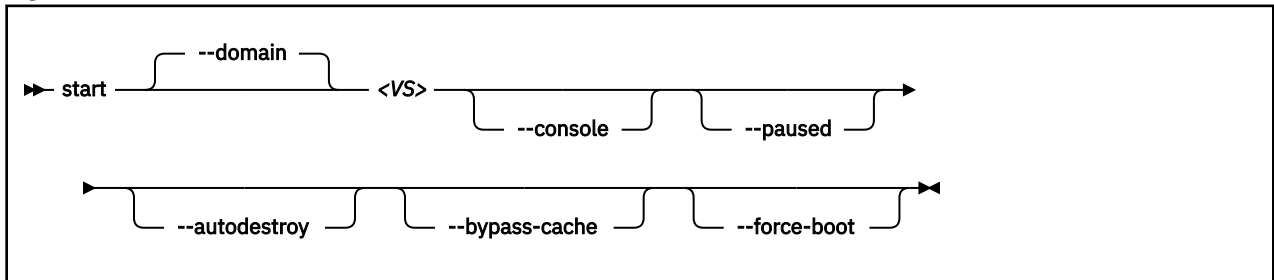 --domain
start <VS>
--console --paused
--autodestroy --bypass-cache --force-boot